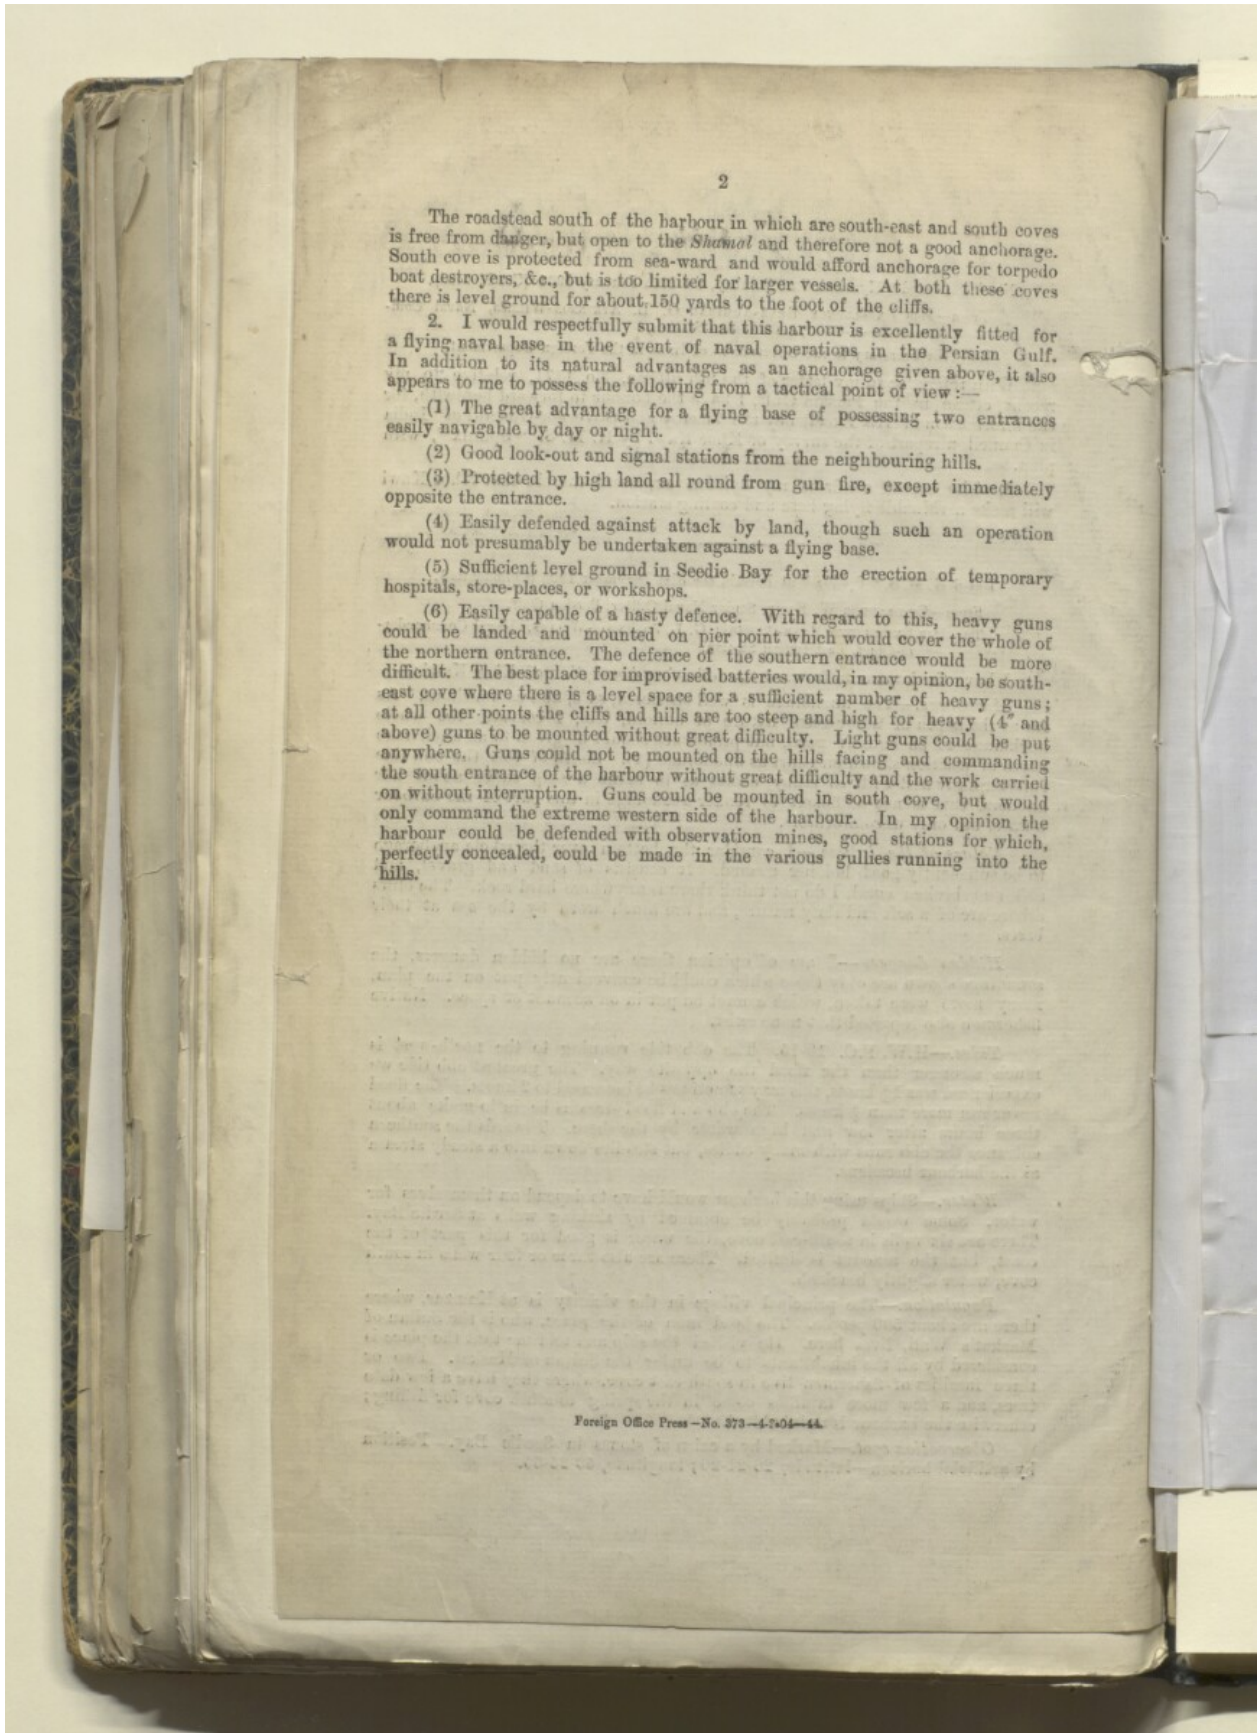 2
The roadstead south of the harbour in which are south-east and south coves
is free from danger, but open to the Shamal and therefore not a good anchorage.
South cove is protected from sea-ward and would afford anchorage for torpedo
boat destroyers, &c., but is too limited for larger vessels. At both these coves
there is level ground for about 150 yards to the foot of the cliffs.
2. I would respectfully submit that this harbour is excellently fitted for
a flying naval base in the event of naval operations in the Persian Gulf.
In addition to its natural advantages as an anchorage given above, it also
appears to me to possess the following from a tactical point of view :—
(1) The great advantage for a flying base of possessing two entrances
easily navigable by day or night.
(2) Good look-out and signal stations from the neighbouring hills.
(3) Protected by high land all round from gun fire, except immediately
opposite the entrance.
(4) Easily defended against attack by land, though such an operation
would not presumably be undertaken against a flying base.
(5) Sufficient level ground in Seedie Bay for the erection of temporary
hospitals, store-places, or workshops.
(6) Easily capable of a hasty defence. With regard to this, heavy guns
could be landed and mounted on pier point which would cover the whole of
the northern entrance. The defence of the southern entrance would be more
difficult. The best place for improvised batteries would, in my opinion, be south-
east cove where there is a level space for a sufficient number of heavy guns;
at all other points the cliffs and hills are too steep and high for heavy (4" and
above) guns to be mounted without great difficulty. Light guns could be put
anywhere. Guns could not be mounted on the hills facing and commanding
the south entrance of the harbour without great difficulty and the work carried
on without interruption. Guns could be mounted in south cove, but would
only command the extreme western side of the harbour. In my opinion the
harbour could be defended with observation mines, good stations for which,
perfectly concealed, could be made in the various gullies running into the
hills.
Foreign Office Press—No. 373—4-04—44.